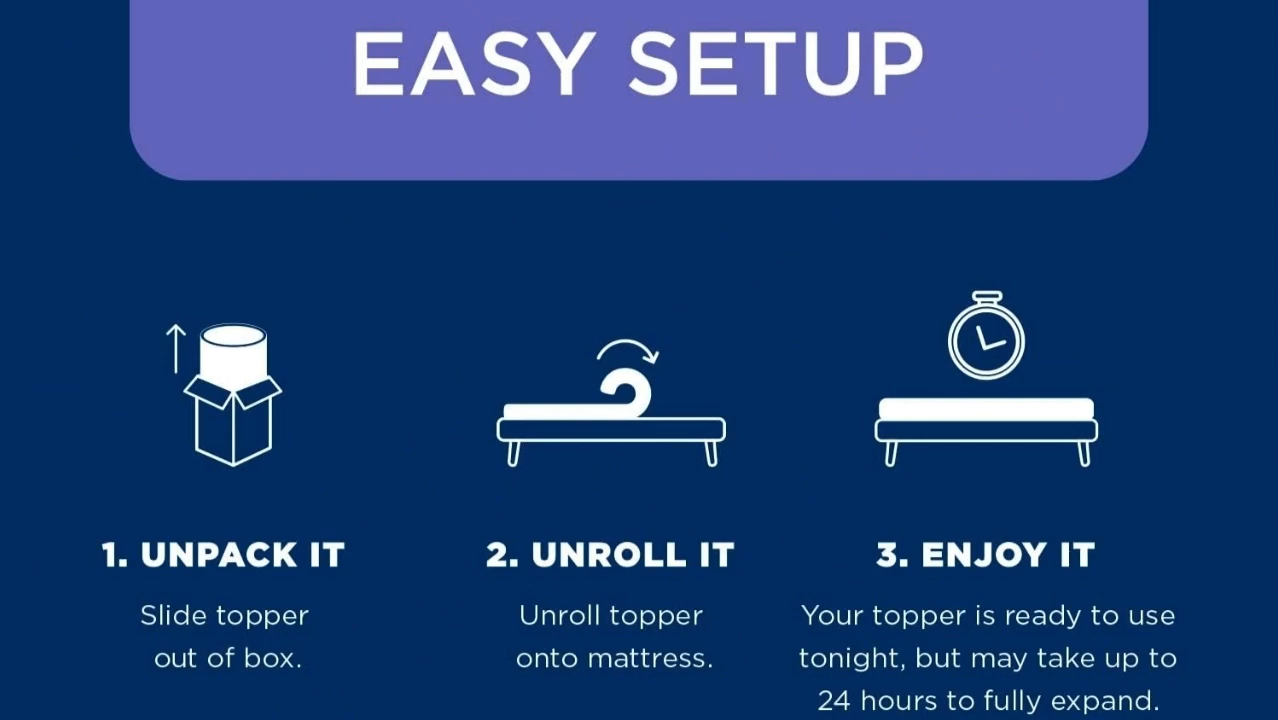 EASY SETUP
1. UNPACK IT
Slide topper
out of box.
2. UNROLL IT
Unroll topper
onto mattress.
3. ENJOY IT
Your topper is ready to use
tonight, but may take up to
24 hours to fully expand.